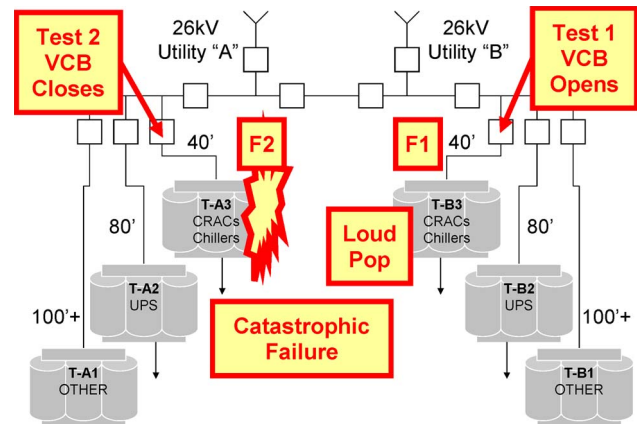 Test 2
VCB
Closes
26kV
Utility "A"
26kV
Utility "B"
Test 1
VCB
Opens
40'
F2
F1
40'
T-A3
CRACs
Chillers
T-B3
CRACs
Chillers
80'
Loud
Pop
80'
T-A2
UPS
T-B2
UPS
100'+
Catastrophic
Failure
100'+
T-A1
OTHER
T-B1
OTHER